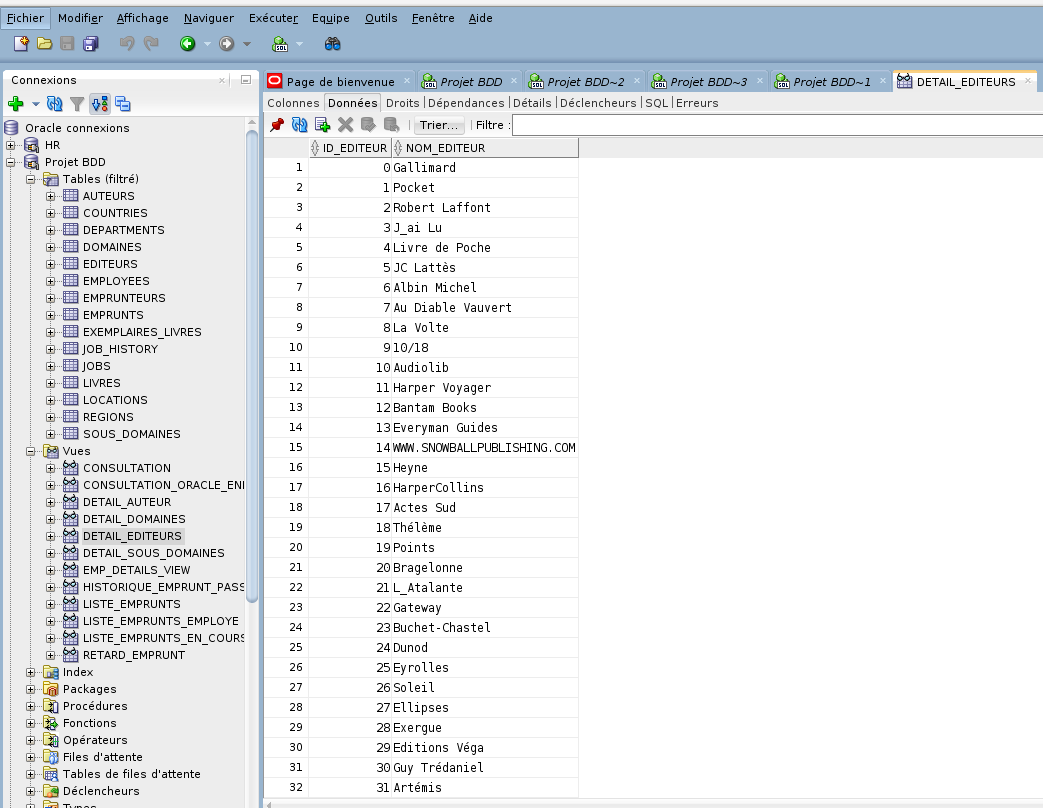 Fichier Modifier Affichage Naviguer Exécuter Equipe Outils Fenêtre Aide
Connexions
Page de bienvenue Projet BDD Projet BDD~2 Projet BDD~3 Projet BDD~1 DETAIL_EDITEURS
Colonnes Données Droits Dépendances Détails Déclencheurs SQL Erreurs
Trier... Filtre :
Oracle connexions
HR
Projet BDD
Tables (filtré)
AUTEURS
COUNTRIES
DEPARTMENTS
DOMAINES
EDITEURS
EMPLOYEES
EMPRUNTEURS
EMPRUNTS
EXEMPLAIRES_LIVRES
JOB_HISTORY
JOBS
LIVRES
LOCATIONS
REGIONS
SOUS_DOMAINES
Vues
CONSULTATION
CONSULTATION_ORACLE_ENI
DETAIL_AUTEUR
DETAIL_DOMAINES
DETAIL_EDITEURS
DETAIL_SOUS_DOMAINES
EMP_DETAILS_VIEW
HISTORIQUE_EMPRUNT_PASS
LISTE_EMPRUNTS
LISTE_EMPRUNTS_EMPLOYE
LISTE_EMPRUNTS_EN_COURS
RETARD_EMPRUNT
Index
Packages
Procédures
Fonctions
Opérateurs
Files d'attente
Tables de files d'attente
Déclencheurs
Types
ID_EDITEUR NOM_EDITEUR
1 0 Gallimard
2 1 Pocket
3 2 Robert Laffont
4 3 J_ai Lu
5 4 Livre de Poche
6 5 JC Lattès
7 6 Albin Michel
8 7 Au Diable Vauvert
9 8 La Volte
10 9 10/18
11 10 Audiolib
12 11 Harper Voyager
13 12 Bantam Books
14 13 Everyman Guides
15 14 WWW.SNOWBALLPUBLISHING.COM
16 15 Heyne
17 16 HarperCollins
18 17 Actes Sud
19 18 Thélème
20 19 Points
21 20 Bragelonne
22 21 L_Atalante
23 22 Gateway
24 23 Buchet-Chastel
25 24 Dunod
26 25 Eyrolles
27 26 Soleil
28 27 Ellipses
29 28 Exergue
30 29 Editions Véga
31 30 Guy Trédaniel
32 31 Artémis